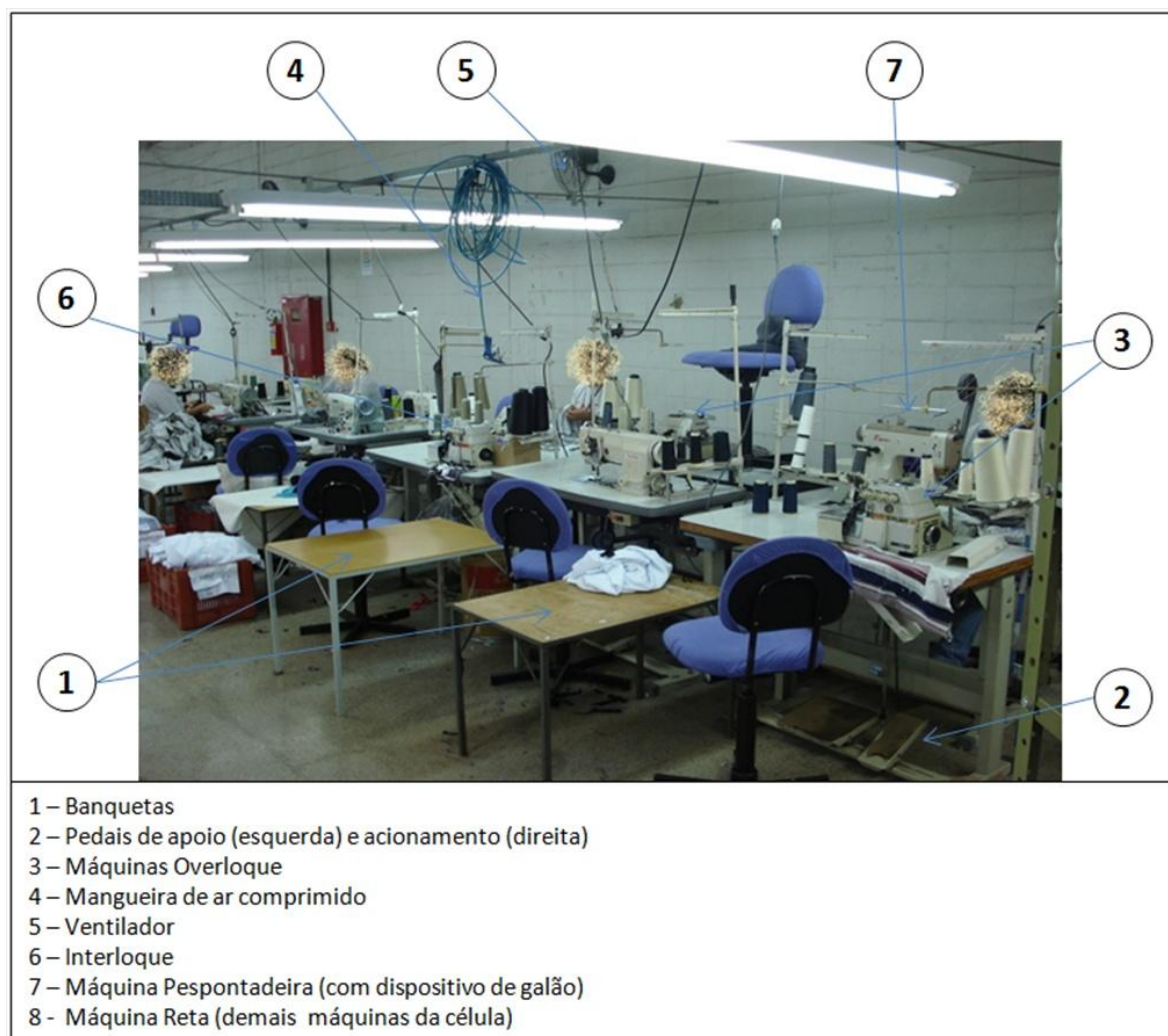 4
5
7
6
3
1
2
1 – Banquetas
2 – Pedais de apoio (esquerda) e acionamento (direita)
3 – Máquinas Overloque
4 – Mangueira de ar comprimido
5 – Ventilador
6 – Interloque
7 – Máquina Pespontadeira (com dispositivo de galão)
8 - Máquina Reta (demais máquinas da célula)